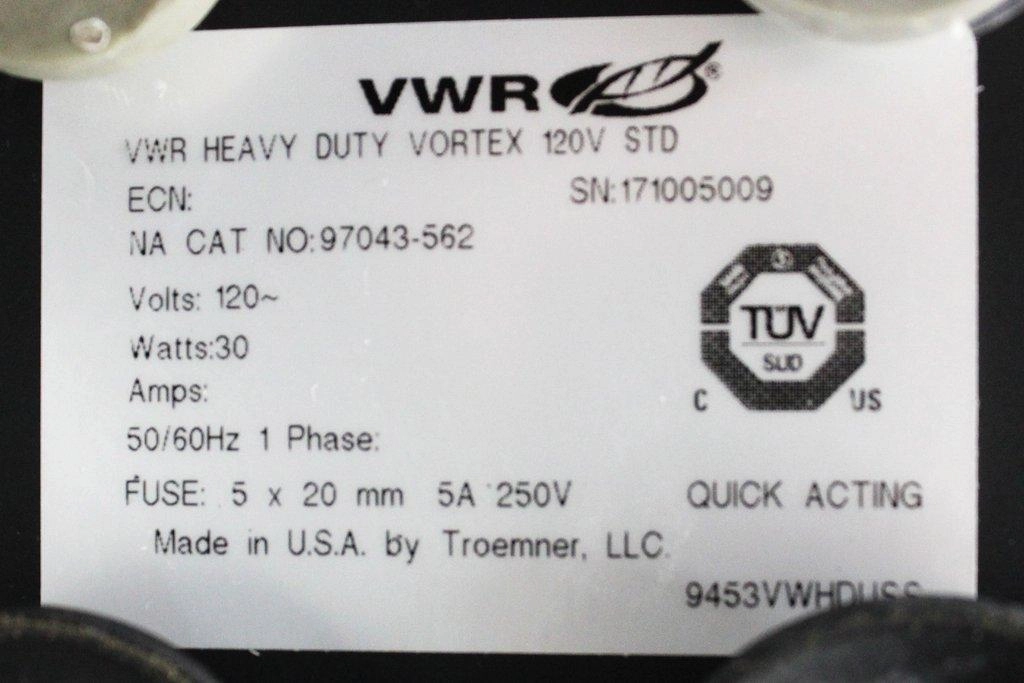 VWR®
VWR HEAVY DUTY VORTEX 120V STD
ECN: SN:171005009
NA CAT NO:97043-562
Volts: 120~
Watts:30
Amps:
50/60Hz 1 Phase:
TÜV
SÜD
C US
FUSE: 5 x 20 mm 5A 250V QUICK ACTING
Made in U.S.A. by Troemner, LLC.